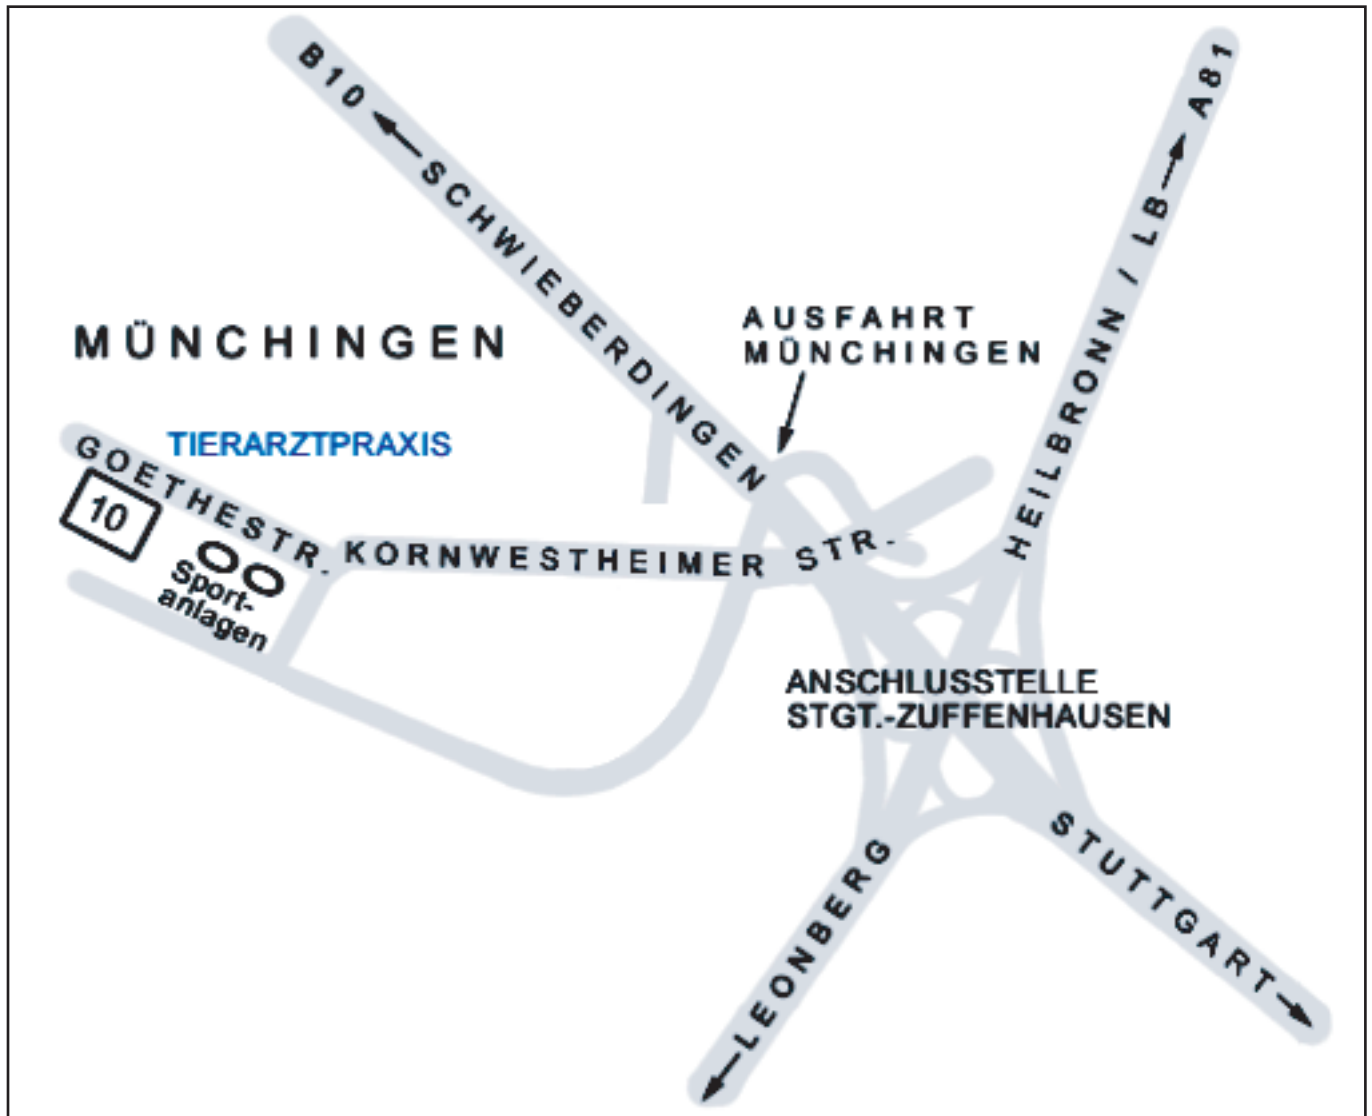 B10
SCHWIEBERDINGEN
HEILBRONN / LB
A81
AUSFAHRT
MÜNCHINGEN
MÜNCHINGEN
TIERARZTPRAXIS
GOETHESTR.
10
KORNWESTHEIMER STR.
Sport-
anlagen
ANSCHLUSSTELLE
STGT.-ZUFFENHAUSEN
LEONBERG
STUTTGART